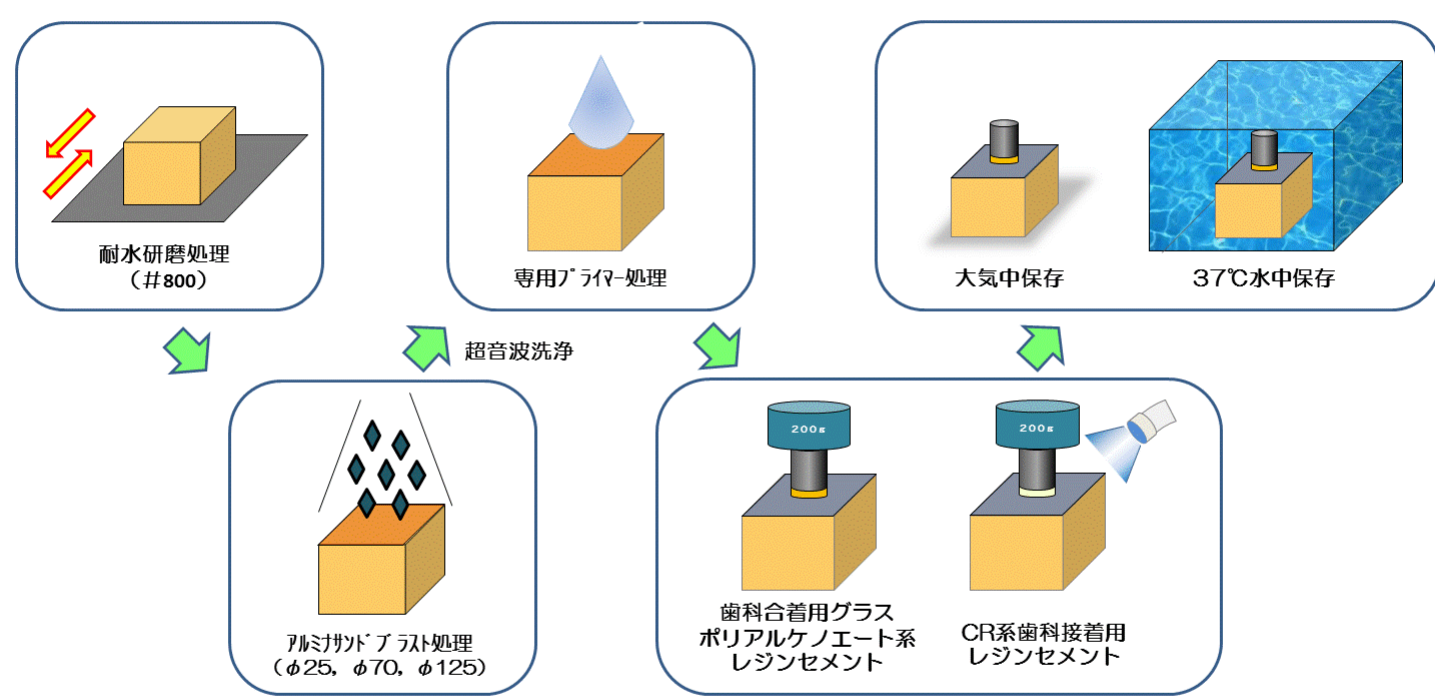 耐水研磨処理
(#800)
アルミナサンドブラスト処理
(φ25, φ70, φ125)
超音波洗浄
専用プライマー処理
200g
歯科合着用グラス
ポリアルケノエート系
レジンセメント
200g
CR系歯科接着用
レジンセメント
大気中保存
37℃水中保存